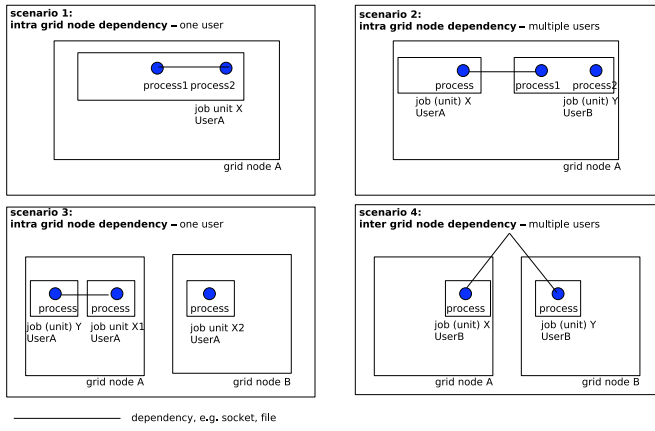 scenario 1:
intra grid node dependency – one user
process1 process2
job unit X
UserA
grid node A
scenario 2:
intra grid node dependency – multiple users
process
process1
process2
job (unit) X
UserA
job (unit) Y
UserB
grid node A
scenario 3:
intra grid node dependency – one user
process
process
job (unit) Y
UserA
job unit X1
UserA
grid node A
process
job unit X2
UserA
grid node B
scenario 4:
inter grid node dependency – multiple users
process
job (unit) X
UserB
grid node A
process
job (unit) Y
UserB
grid node B
dependency, e.g. socket, file